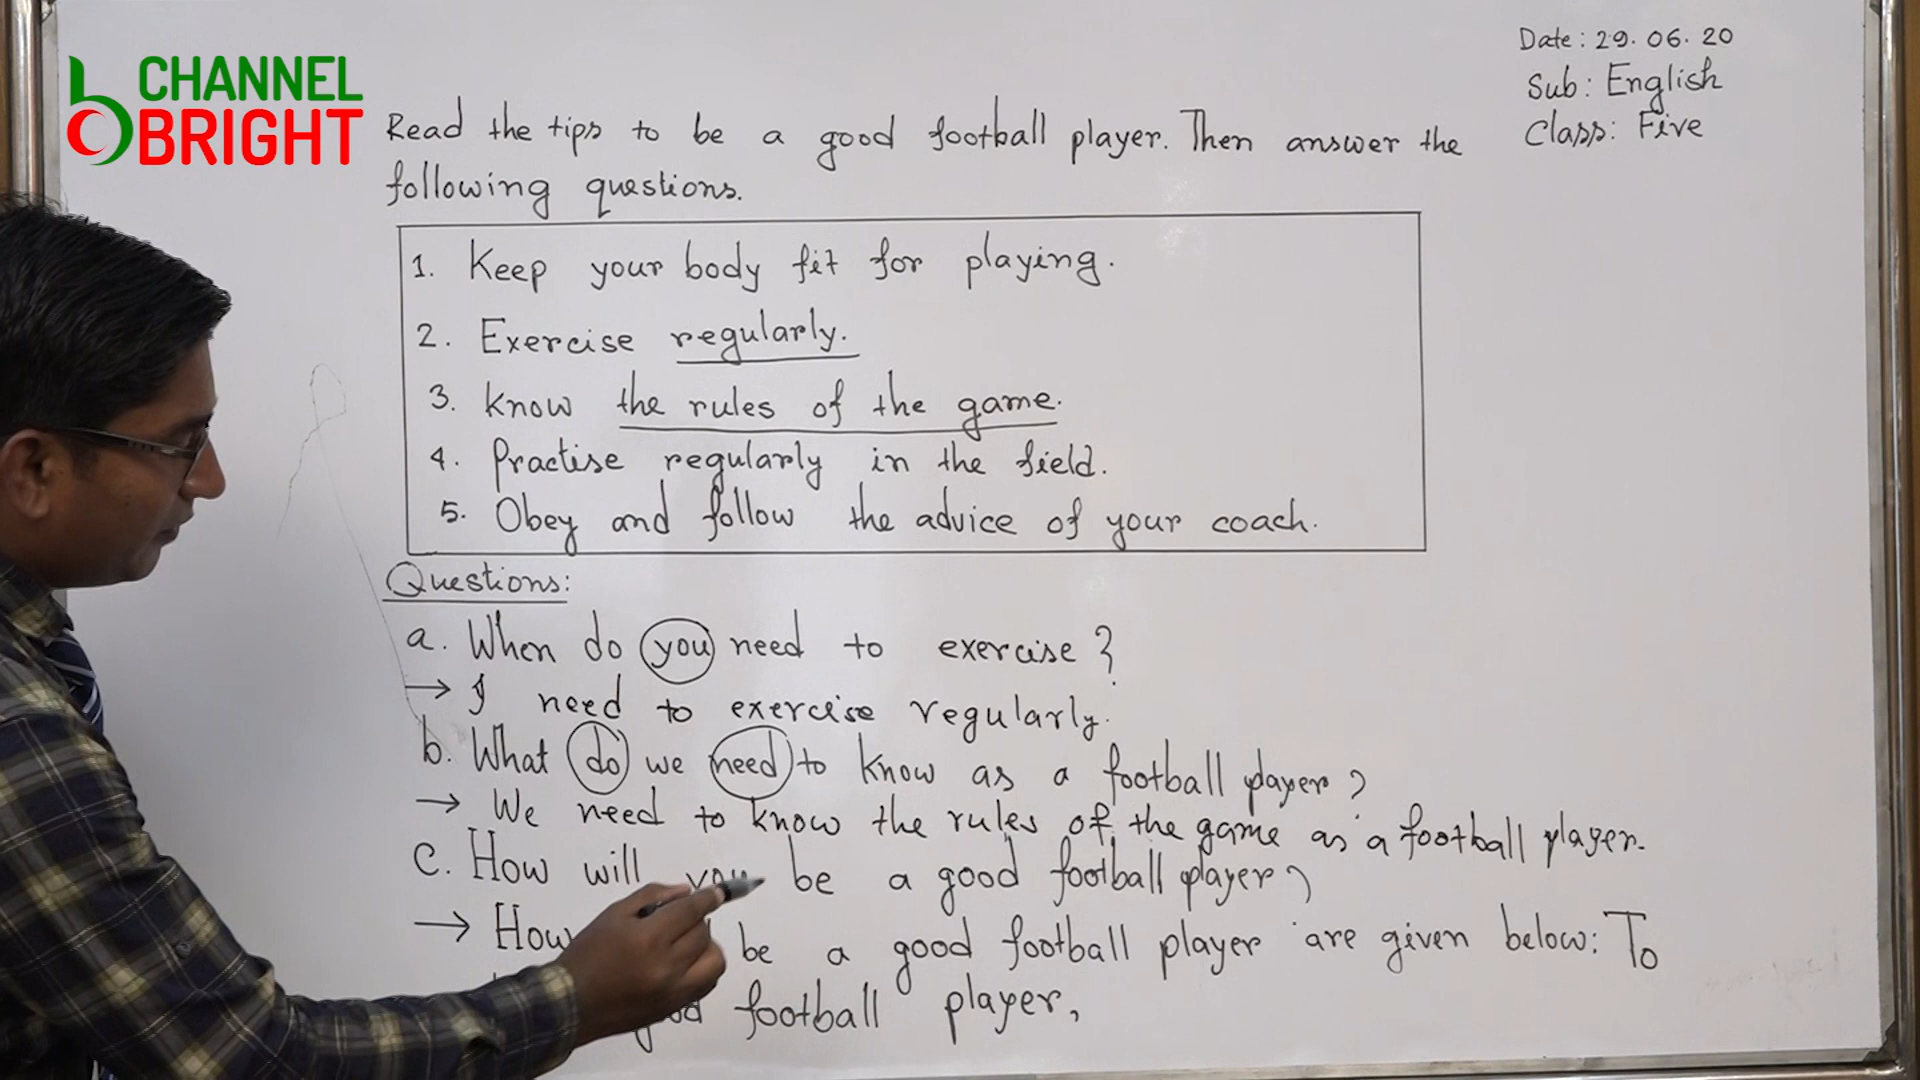 CHANNEL
BRIGHT
Date: 29.06.20
Sub: English
Class: Five
Read the tips to be a good football player. Then answer the
following questions.
1. Keep your body fit for playing.
2. Exercise regularly.
3. Know the rules of the game.
4. Practise regularly in the field.
5. Obey and follow the advice of your coach.
Questions:
a. When do you need to exercise?
→ I need to exercise regularly.
b. What do we need to know as a football player?
→ We need to know the rules of the game as a football player.
c. How will you be a good football player?
→ How be a good football player are given below: To
football player,